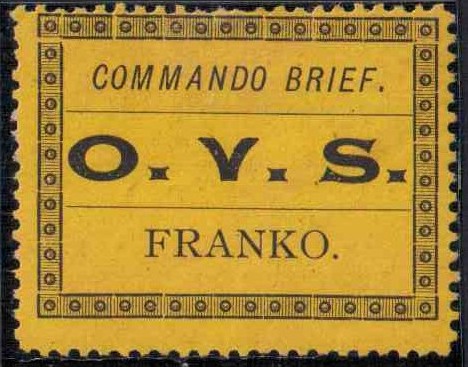 COMMANDO BRIEF.
O. V. S.
FRANKO.